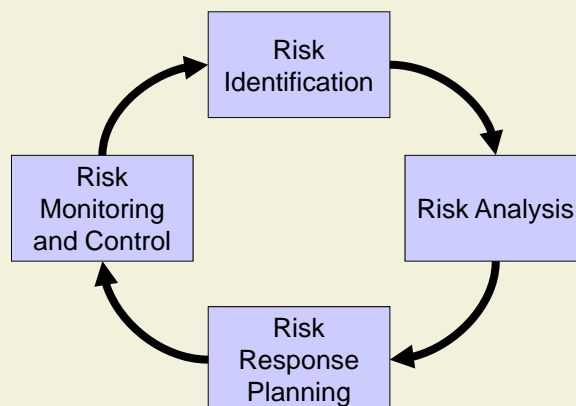 Risk
Identification
Risk Analysis
Risk
Response
Planning
Risk
Monitoring
and Control